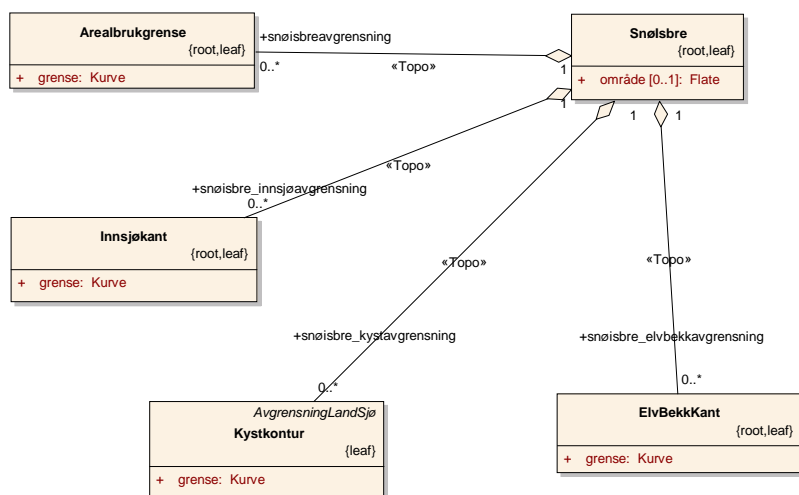 Arealbrukgrense
{root,leaf}
+ grense: Kurve
+snøisbreavgrensning
0..*
«Topo»
1
SnøIsbre
{root,leaf}
+ område [0..1]: Flate
1
«Topo»
+snøisbre_innsjøavgrensning
0..*
Innsjøkant
{root,leaf}
+ grense: Kurve
1
«Topo»
+snøisbre_kystavgrensning
0..*
AvgrensningLandSjø
Kystkontur
{leaf}
+ grense: Kurve
1
«Topo»
+snøisbre_elvbekkavgrensning
0..*
ElvBekkKant
{root,leaf}
+ grense: Kurve